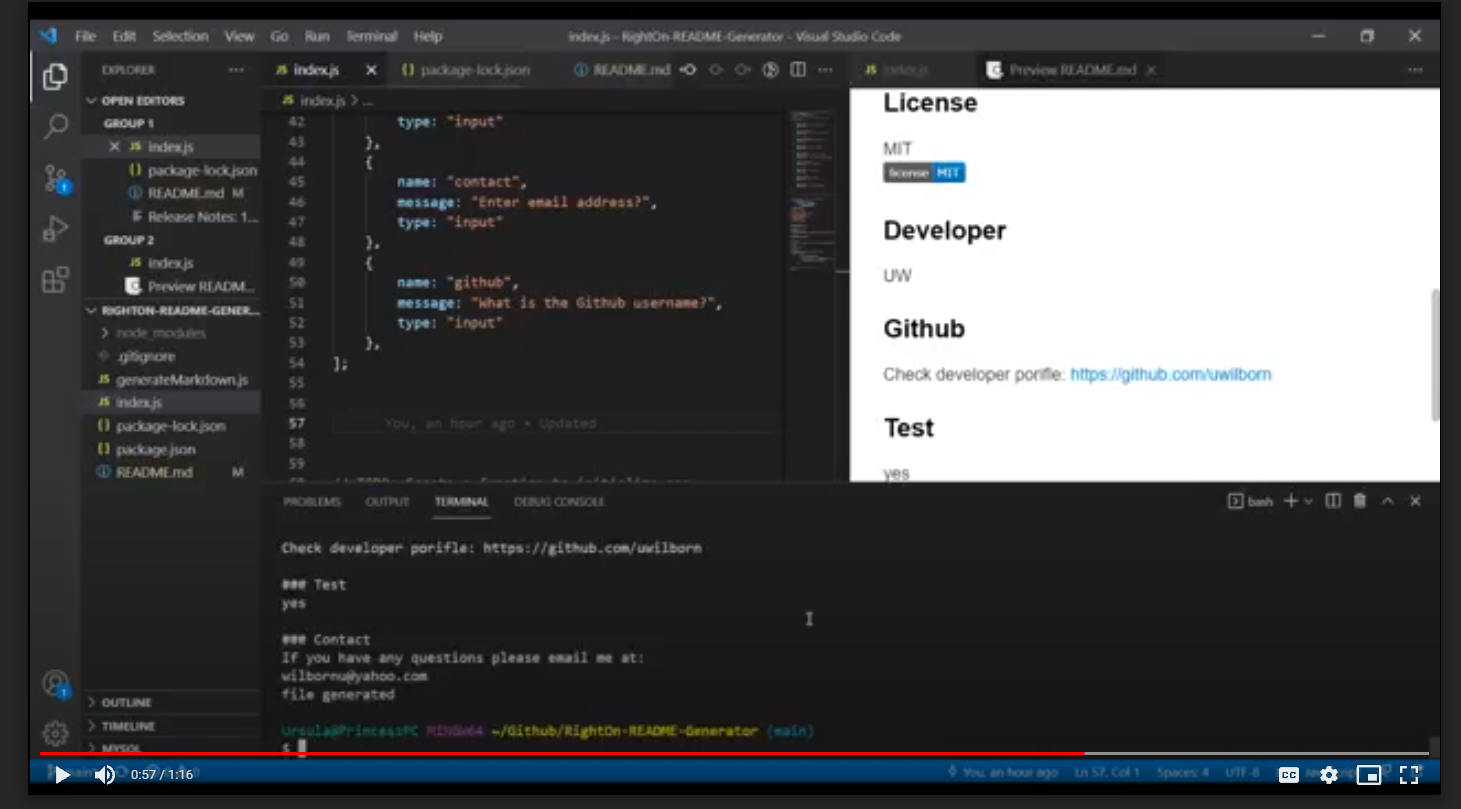 File Edit Selection View Go Run Terminal Help index.js - RightOn-README-Generator - Visual Studio Code
EXPLORER ...
index.js package-lock.json README.md ... index.js Preview README.md ...
OPEN EDITORS
index.js > ...
GROUP 1
index.js
package-lock.json
README.md M
Release Notes: 1...
GROUP 2
index.js
Preview READM...
RIGHTON-README-GENER...
node_modules
.gitignore
generateMarkdown.js
index.js
package-lock.json
package.json
README.md M
OUTLINE
TIMELINE
MYSQL
42 type: "input"
43 },
44 {
45 name: "contact",
46 message: "Enter email address?",
47 type: "input"
48 },
49 {
50 name: "github",
51 message: "What is the Github username?",
52 type: "input"
53 },
54 ];
55
56
57 You, an hour ago • Updated
58
59
License
MIT
license MIT
Developer
UW
Github
Check developer porifle: https://github.com/uwilborn
Test
yes
PROBLEMS OUTPUT TERMINAL DEBUG CONSOLE bash
Check developer porifle: https://github.com/uwilborn
### Test
yes
### Contact
If you have any questions please email me at:
wilbornu@yahoo.com
file generated
Ursula@PrincessPC MINGW64 ~/Github/RightOn-README-Generator (main)
$
0:57 / 1:16
You, an hour ago Ln 57, Col 1 Spaces: 4 UTF-8 CC